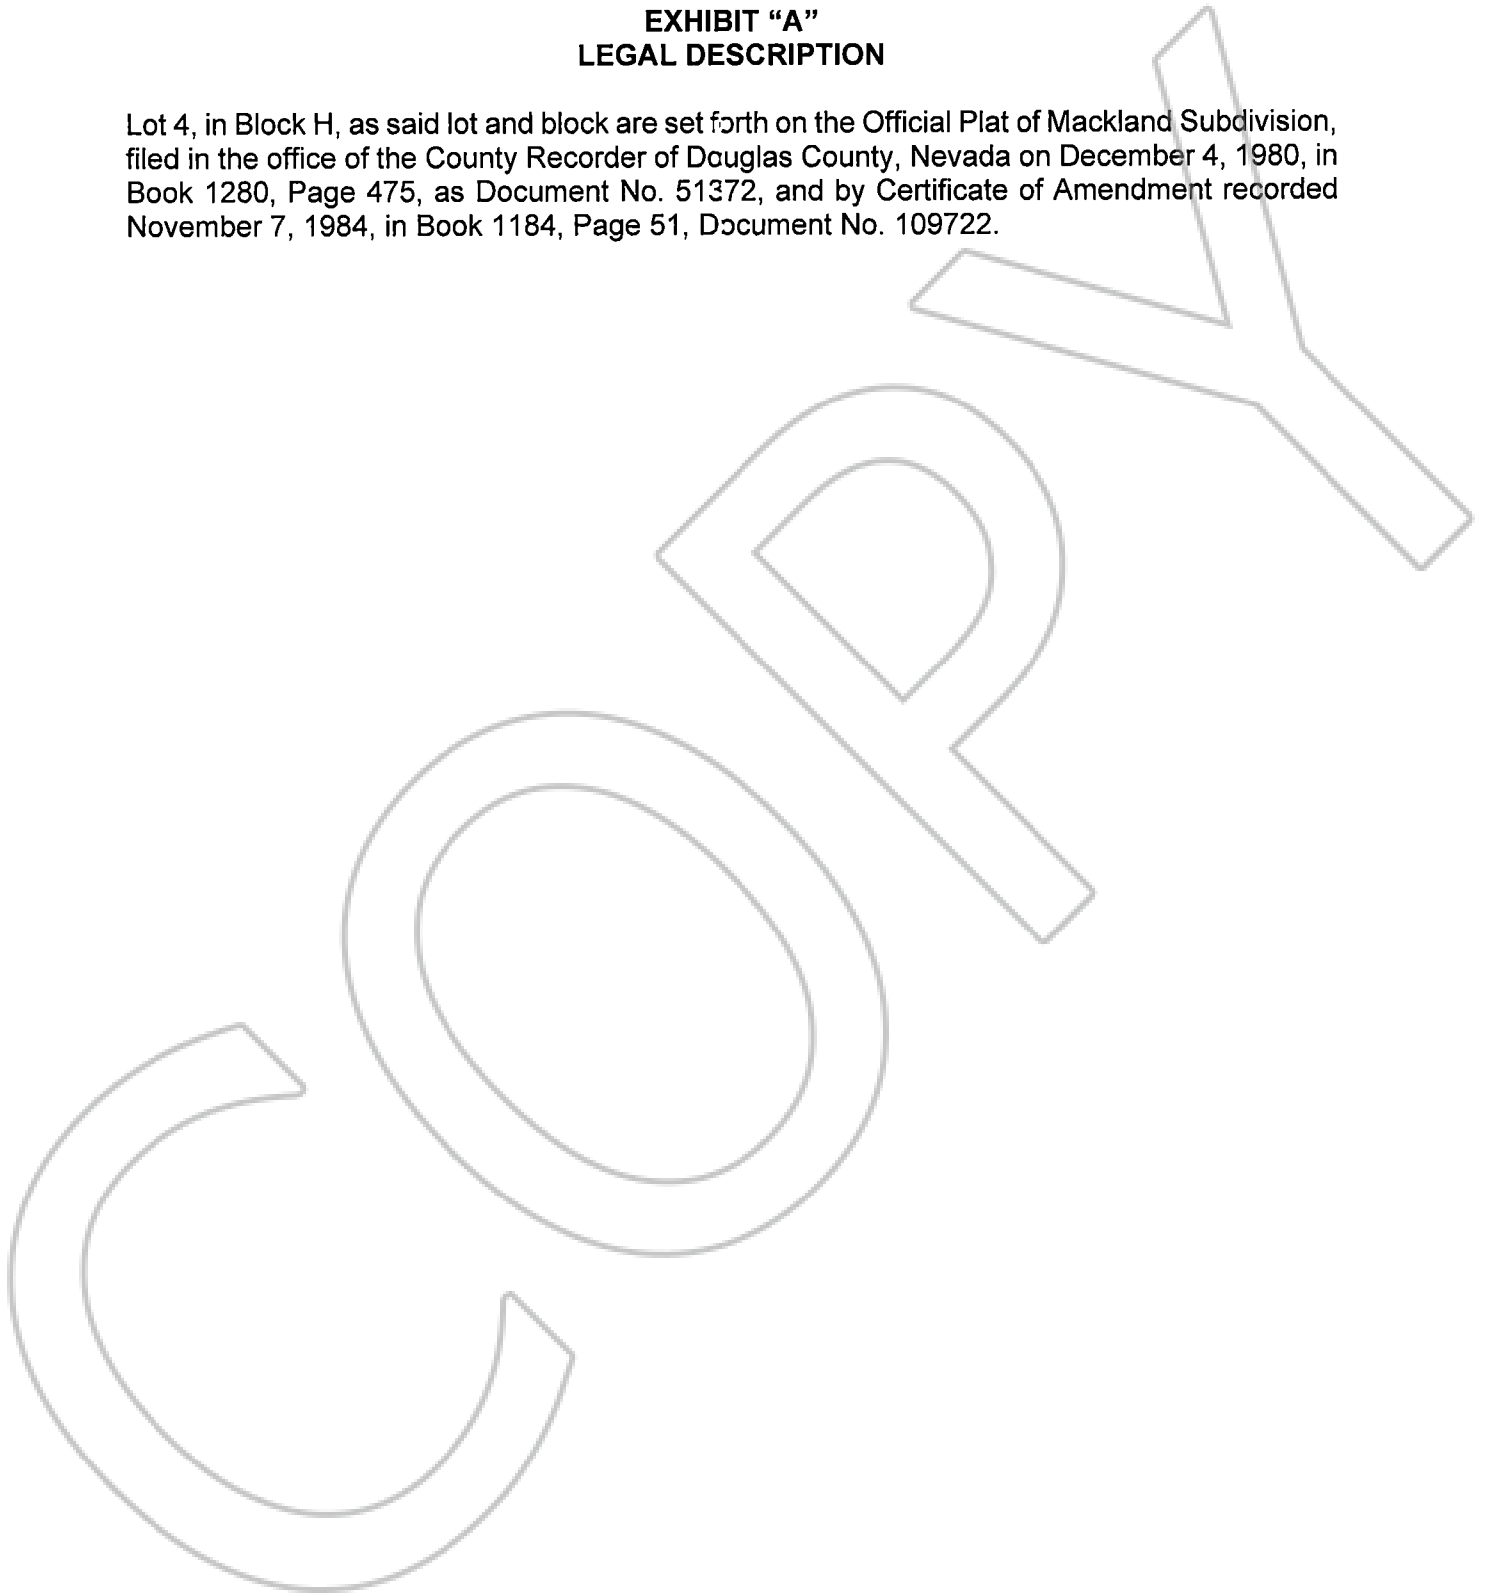 EXHIBIT “A”
LEGAL DESCRIPTION
Lot 4, in Block H, as said lot and block are set forth on the Official Plat of Mackland Subdivision,
filed in the office of the County Recorder of Douglas County, Nevada on December 4, 1980, in
Book 1280, Page 475, as Document No. 51372, and by Certificate of Amendment recorded
November 7, 1984, in Book 1184, Page 51, Document No. 109722.
COPY